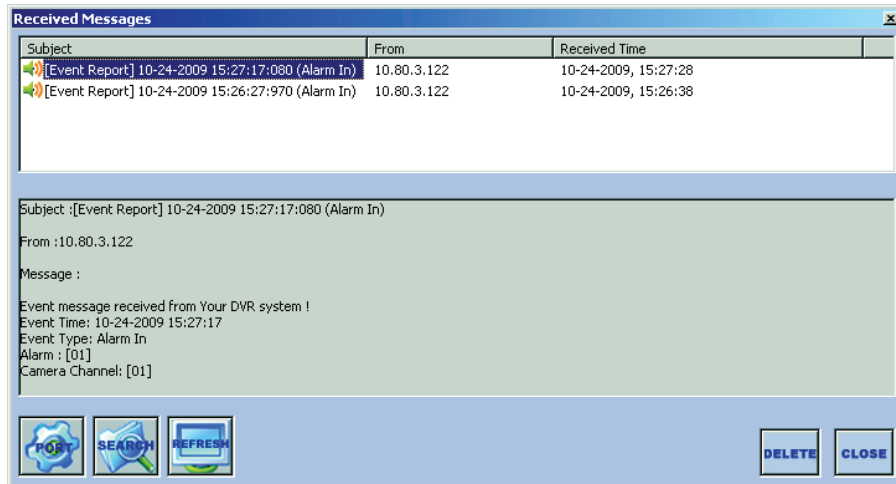 Received Messages
Subject From Received Time
[Event Report] 10-24-2009 15:27:17:080 (Alarm In) 10.80.3.122 10-24-2009, 15:27:28
[Event Report] 10-24-2009 15:26:27:970 (Alarm In) 10.80.3.122 10-24-2009, 15:26:38
Subject :[Event Report] 10-24-2009 15:27:17:080 (Alarm In)
From :10.80.3.122
Message :
Event message received from Your DVR system !
Event Time: 10-24-2009 15:27:17
Event Type: Alarm In
Alarm : [01]
Camera Channel: [01]
PORT SEARCH REFRESH DELETE CLOSE